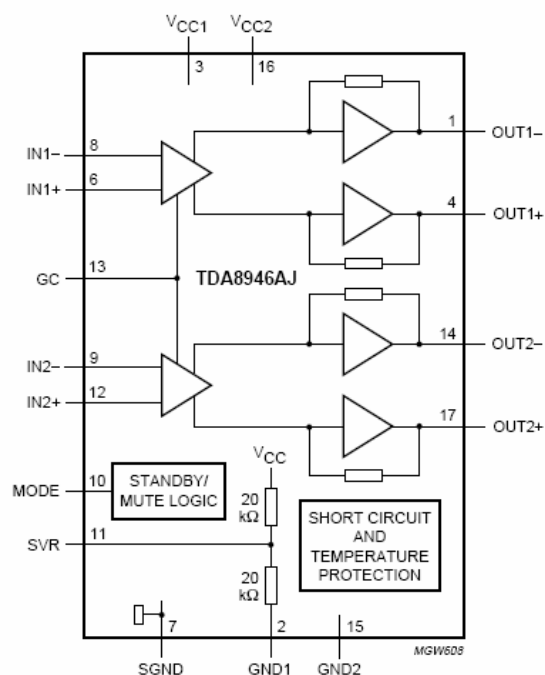 VCC1
VCC2
3
16
1
OUT1−
IN1−
8
IN1+
6
4
OUT1+
GC
13
TDA8946AJ
14
OUT2−
IN2−
9
IN2+
12
17
OUT2+
VCC
MODE
10
STANDBY/
MUTE LOGIC
20
kΩ
SHORT CIRCUIT
AND
TEMPERATURE
PROTECTION
SVR
11
20
kΩ
7
2
15
MGW608
SGND
GND1
GND2